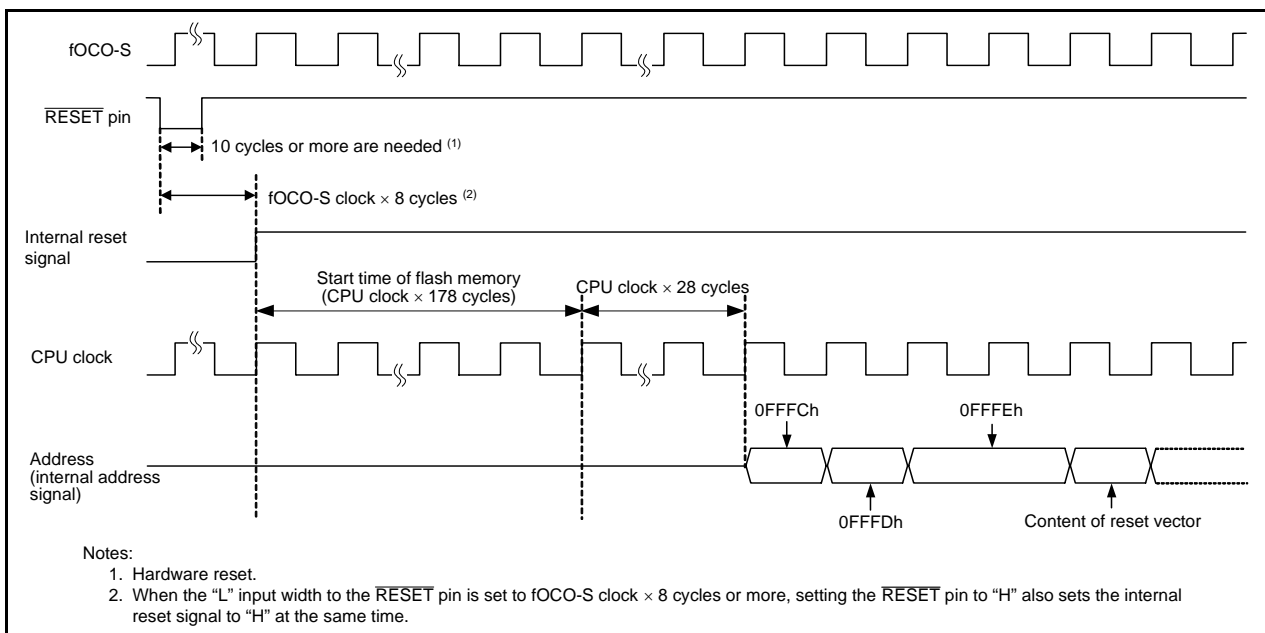 fOCO-S
RESET pin
10 cycles or more are needed (1)
fOCO-S clock × 8 cycles (2)
Internal reset
signal
Start time of flash memory
(CPU clock × 178 cycles)
CPU clock × 28 cycles
CPU clock
0FFFCh
0FFFEh
Address
(internal address
signal)
0FFFDh
Content of reset vector
Notes:
1. Hardware reset.
2. When the “L” input width to the RESET pin is set to fOCO-S clock × 8 cycles or more, setting the RESET pin to “H” also sets the internal
reset signal to “H” at the same time.